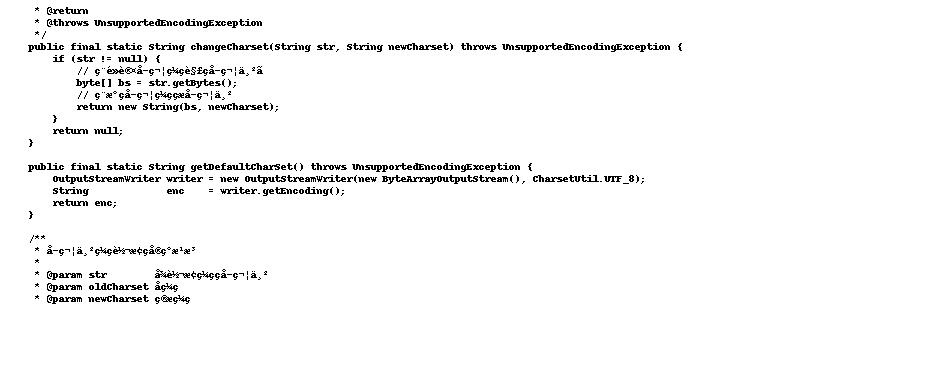 * @return
 * @throws UnsupportedEncodingException
 */
public final static String changeCharset(String str, String newCharset) throws UnsupportedEncodingException {
    if (str != null) {
        // ç¨é»è®¤å­ç¬¦ç¼ç è§£ç å­ç¬¦ä¸²ã
        byte[] bs = str.getBytes();
        // ç¨æ°çå­ç¬¦ç¼ç çæå­ç¬¦ä¸²
        return new String(bs, newCharset);
    }
    return null;
}
public final static String getDefaultCharSet() throws UnsupportedEncodingException {
    OutputStreamWriter writer = new OutputStreamWriter(new ByteArrayOutputStream(), CharsetUtil.UTF_8);
    String             enc    = writer.getEncoding();
    return enc;
}
/**
 * å­ç¬¦ä¸²ç¼ç è½¬æ¢çå®ç°æ¹æ³
 *
 * @param str        å¾è½¬æ¢ç¼ç çå­ç¬¦ä¸²
 * @param oldCharset åç¼ç
 * @param newCharset ç®æ ç¼ç